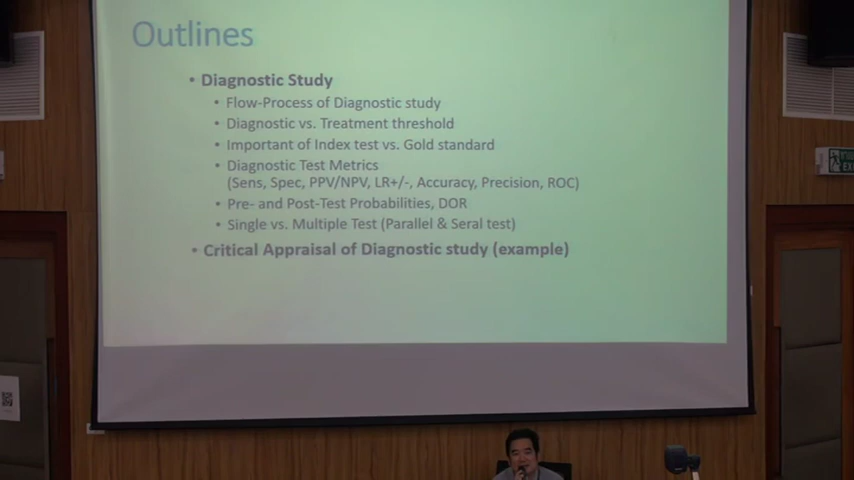 Outlines
• Diagnostic Study
• Flow-Process of Diagnostic study
• Diagnostic vs. Treatment threshold
• Important of Index test vs. Gold standard
• Diagnostic Test Metrics
(Sens, Spec, PPV/NPV, LR+/-, Accuracy, Precision, ROC)
• Pre- and Post-Test Probabilities, DOR
• Single vs. Multiple Test (Parallel & Seral test)
• Critical Appraisal of Diagnostic study (example)